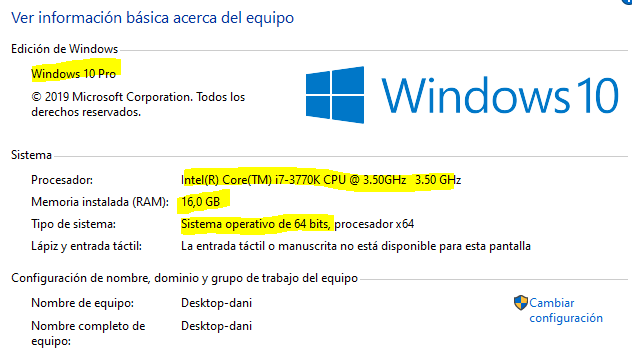 Ver información básica acerca del equipo
Edición de Windows
Windows 10 Pro
© 2019 Microsoft Corporation. Todos los
derechos reservados.
Windows 10
Sistema
Procesador: Intel(R) Core(TM) i7-3770K CPU @ 3.50GHz 3.50 GHz
Memoria instalada (RAM): 16,0 GB
Tipo de sistema: Sistema operativo de 64 bits, procesador x64
Lápiz y entrada táctil: La entrada táctil o manuscrita no está disponible para esta pantalla
Configuración de nombre, dominio y grupo de trabajo del equipo
Nombre de equipo: Desktop-dani
Cambiar
configuración
Nombre completo de
equipo: Desktop-dani